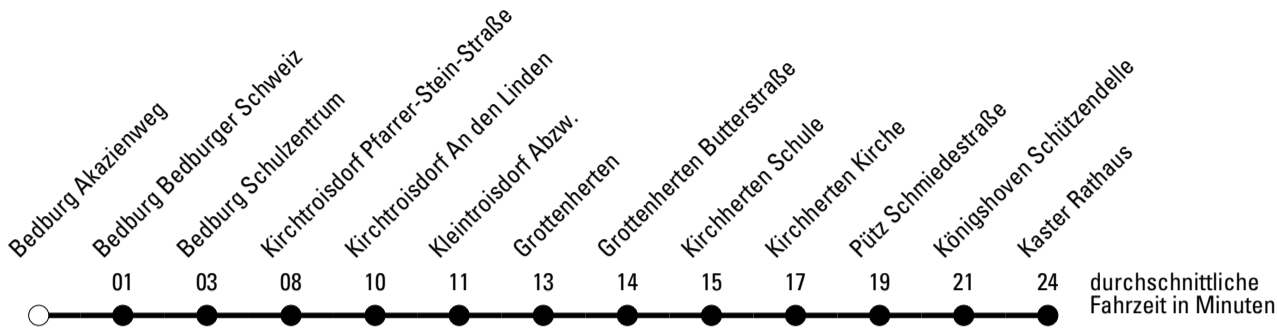 Bedburg Akazienweg
Bedburg Bedburger Schweiz
Bedburg Schulzentrum
Kirchtroisdorf Pfarrer-Stein-Straße
Kirchtroisdorf An den Linden
Kleintroisdorf Abzw.
Grottenherten
Grottenherten Butterstraße
Kirchherten Schule
Kirchherten Kirche
Pütz Schmiedestraße
Königshoven Schützendelle
Kaster Rathaus
01 03 08 10 11 13 14 15 17 19 21 24
durchschnittliche
Fahrzeit in Minuten